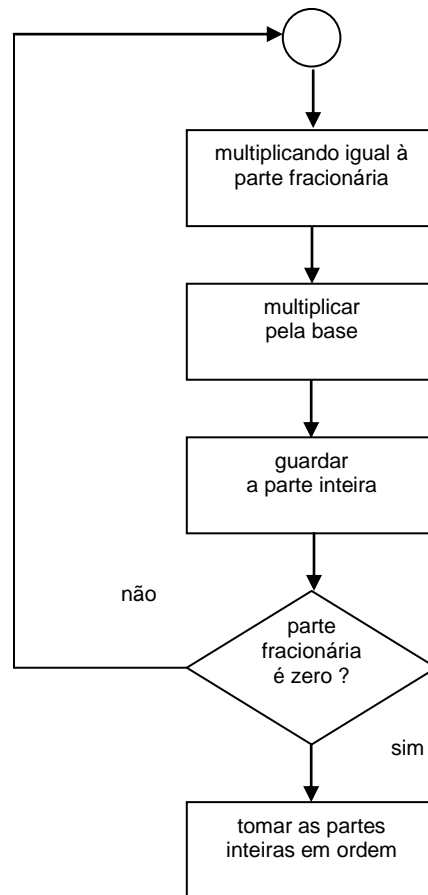 multiplicando igual à
parte fracionária
multiplicar
pela base
guardar
a parte inteira
não
parte
fracionária
é zero ?
sim
tomar as partes
inteiras em ordem